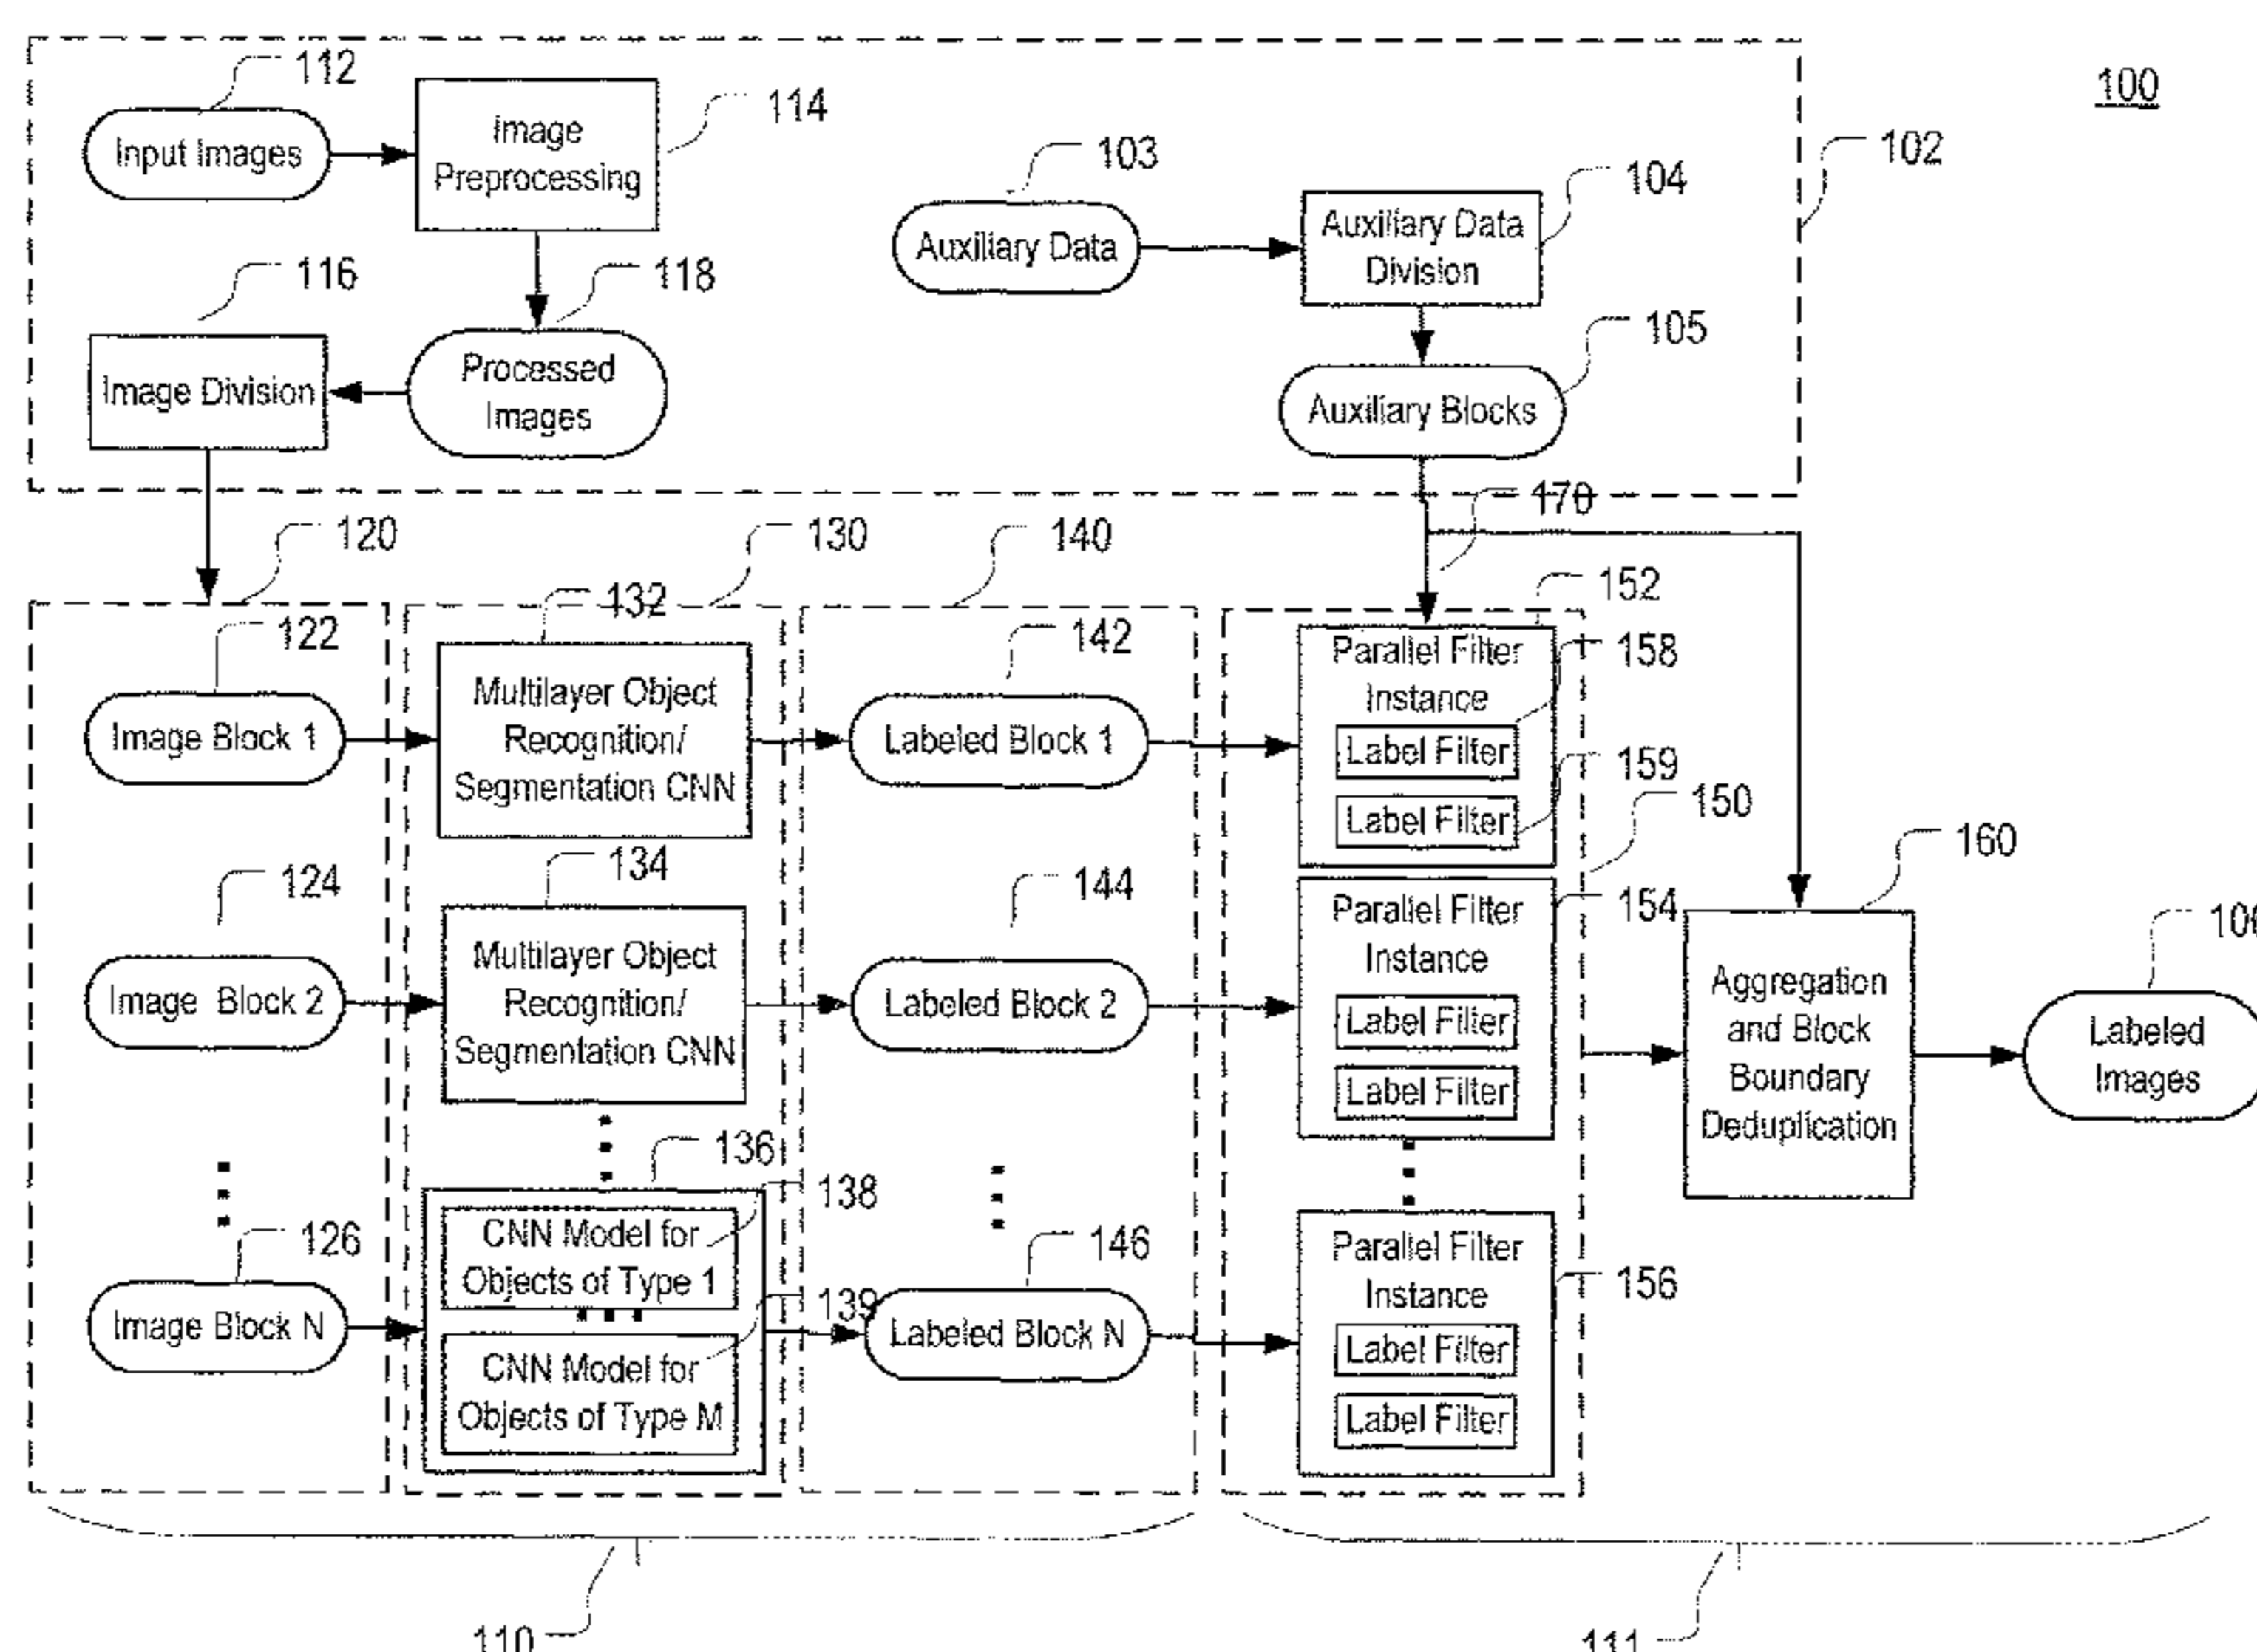 100
112
Input Images
Image
Preprocessing
114
103
Auxiliary Data
Auxiliary Data
Division
104
102
116
Image Division
118
Processed
Images
105
Auxiliary Blocks
170
120
130
140
122
Image Block 1
132
Multilayer Object
Recognition/
Segmentation CNN
142
Labeled Block 1
152
Parallel Filter
Instance
158
Label Filter
159
Label Filter
150
124
Image Block 2
134
Multilayer Object
Recognition/
Segmentation CNN
144
Labeled Block 2
154
Parallel Filter
Instance
Label Filter
Label Filter
160
Aggregation
and Block
Boundary
Deduplication
Labeled
Images
126
Image Block N
136
138
CNN Model for
Objects of Type 1
139
CNN Model for
Objects of Type M
146
Labeled Block N
156
Parallel Filter
Instance
Label Filter
Label Filter
110
111